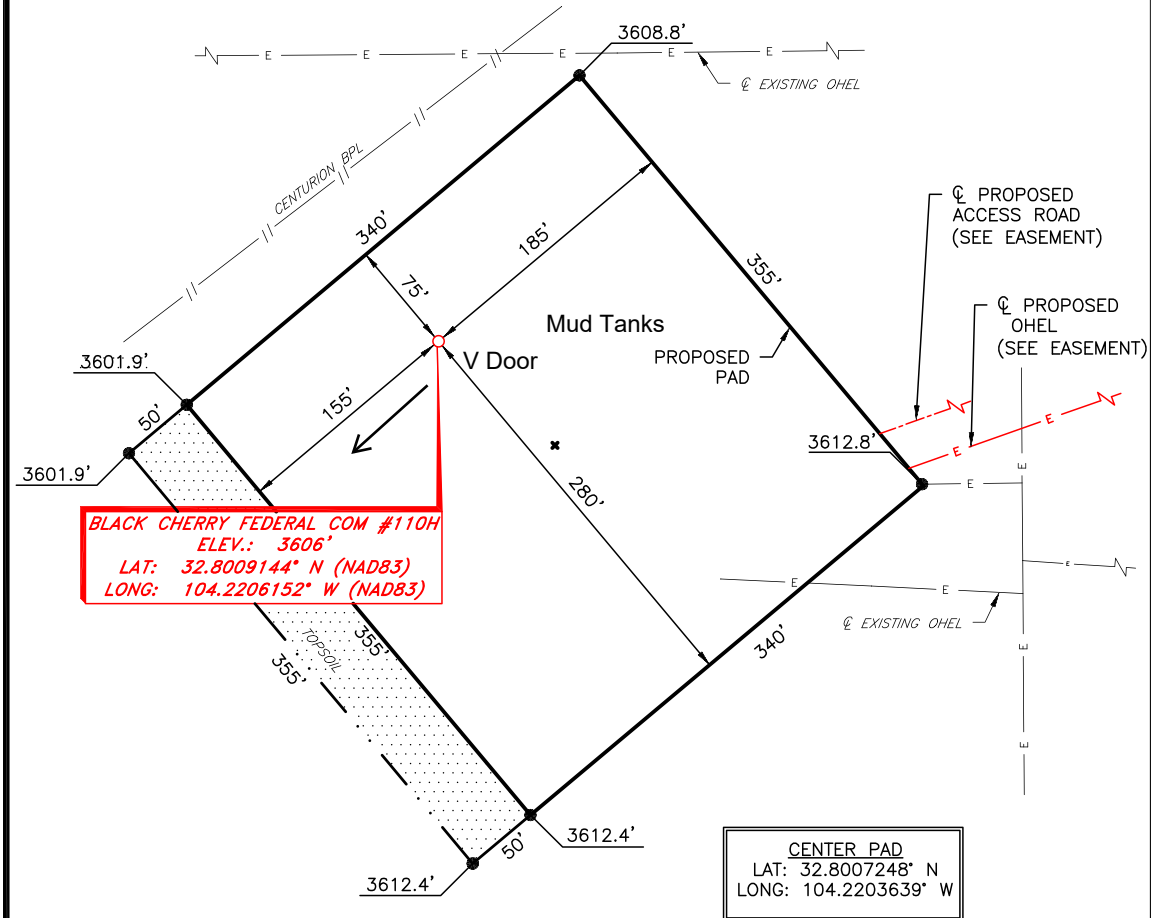 3608.8'
E E E E E
℄ EXISTING OHEL
CENTURION BPL
℄ PROPOSED
ACCESS ROAD
(SEE EASEMENT)
340'
185'
75'
355'
℄ PROPOSED
OHEL
(SEE EASEMENT)
Mud Tanks
V Door
PROPOSED
PAD
3601.9'
155'
50'
E
E
3612.8'
3601.9'
E
E
280'
BLACK CHERRY FEDERAL COM #110H
ELEV.: 3606'
LAT: 32.8009144° N (NAD83)
LONG: 104.2206152° W (NAD83)
E
E
E
℄ EXISTING OHEL
TOPSOIL
355'
355'
340'
E
E
3612.4'
50'
3612.4'
CENTER PAD
LAT: 32.8007248° N
LONG: 104.2203639° W